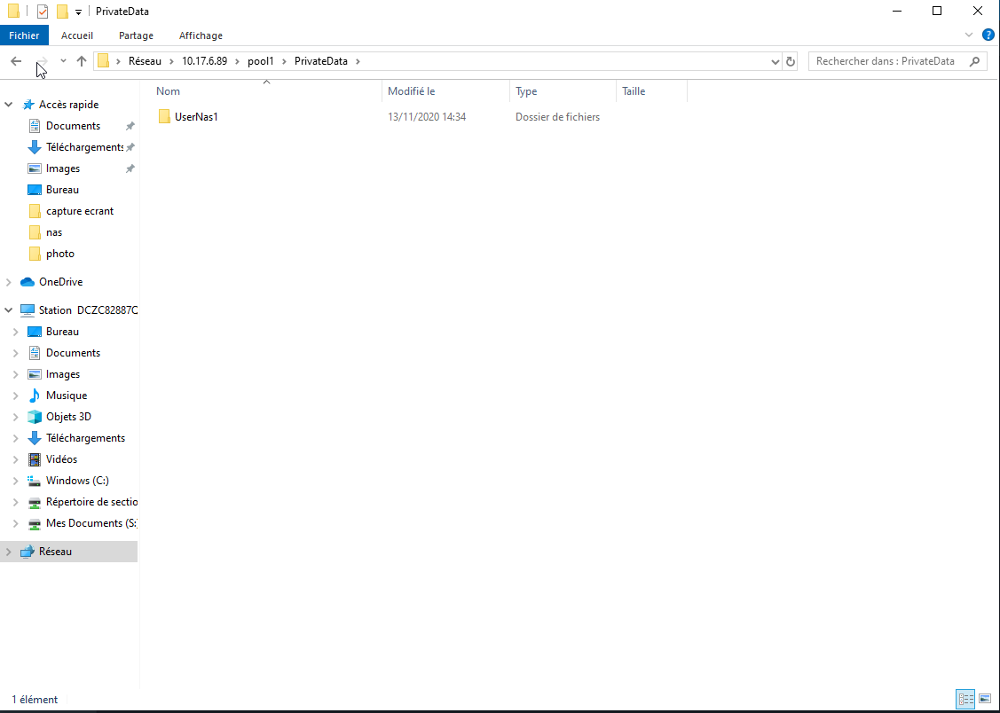 PrivateData
Fichier Accueil Partage Affichage
Réseau 10.17.6.89 pool1 PrivateData Rechercher dans : PrivateData
Nom Modifié le Type Taille
UserNas1 13/11/2020 14:34 Dossier de fichiers
Accès rapide
Documents
Téléchargements
Images
Bureau
capture ecrant
nas
photo
OneDrive
Station DCZC82887Q
Bureau
Documents
Images
Musique
Objets 3D
Téléchargements
Vidéos
Windows (C:)
Répertoire de sectio
Mes Documents (S:)
Réseau
1 élément